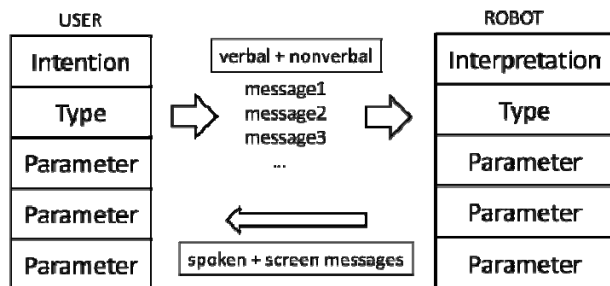 USER
Intention
Type
Parameter
Parameter
Parameter
verbal + nonverbal
message1
message2
message3
...
spoken + screen messages
ROBOT
Interpretation
Type
Parameter
Parameter
Parameter